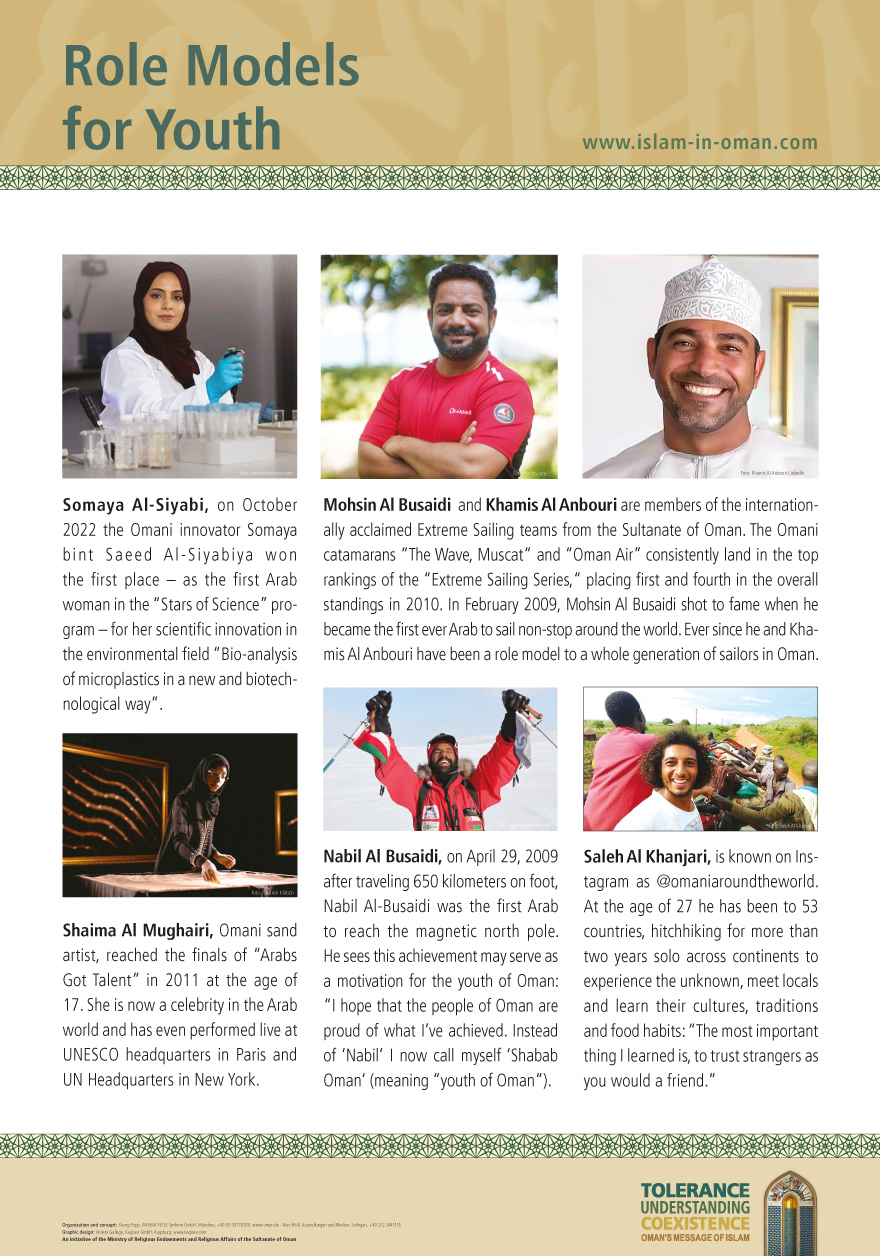 Role Models
for Youth
www.islam-in-oman.com
Somaya Al-Siyabi, on October
2022 the Omani innovator Somaya
bint Saeed Al-Siyabiya won
the first place – as the first Arab
woman in the “Stars of Science” pro-
gram – for her scientific innovation in
the environmental field “Bio-analysis
of microplastics in a new and biotech-
nological way”.
Foto: Khamis Al Anbouri LinkedIn
Mohsin Al Busaidi and Khamis Al Anbouri are members of the internation-
ally acclaimed Extreme Sailing teams from the Sultanate of Oman. The Omani
catamarans “The Wave, Muscat“ and “Oman Air” consistently land in the top
rankings of the “Extreme Sailing Series,“ placing first and fourth in the overall
standings in 2010. In February 2009, Mohsin Al Busaidi shot to fame when he
became the first ever Arab to sail non-stop around the world. Ever since he and Kha-
mis Al Anbouri have been a role model to a whole generation of sailors in Oman.
Shaima Al Mughairi, Omani sand
artist, reached the finals of “Arabs
Got Talent” in 2011 at the age of
17. She is now a celebrity in the Arab
world and has even performed live at
UNESCO headquarters in Paris and
UN Headquarters in New York.
Nabil Al Busaidi, on April 29, 2009
after traveling 650 kilometers on foot,
Nabil Al-Busaidi was the first Arab
to reach the magnetic north pole.
He sees this achievement may serve as
a motivation for the youth of Oman:
“I hope that the people of Oman are
proud of what I’ve achieved. Instead
of ‘Nabil‘ I now call myself ‘Shabab
Oman’ (meaning “youth of Oman“).
Saleh Al Khanjari, is known on Ins-
tagram as @omaniaroundtheworld.
At the age of 27 he has been to 53
countries, hitchhiking for more than
two years solo across continents to
experience the unknown, meet locals
and learn their cultures, traditions
and food habits: “The most important
thing I learned is, to trust strangers as
you would a friend.”
TOLERANCE
UNDERSTANDING
COEXISTENCE
OMAN'S MESSAGE OF ISLAM
Organization and concept: Georg Popp, ARABIA FELIX Synform GmbH, München,
Graphic design:
An initiative of the Ministry of Religious Endowments and Religious Affairs of the Sultanate of Oman